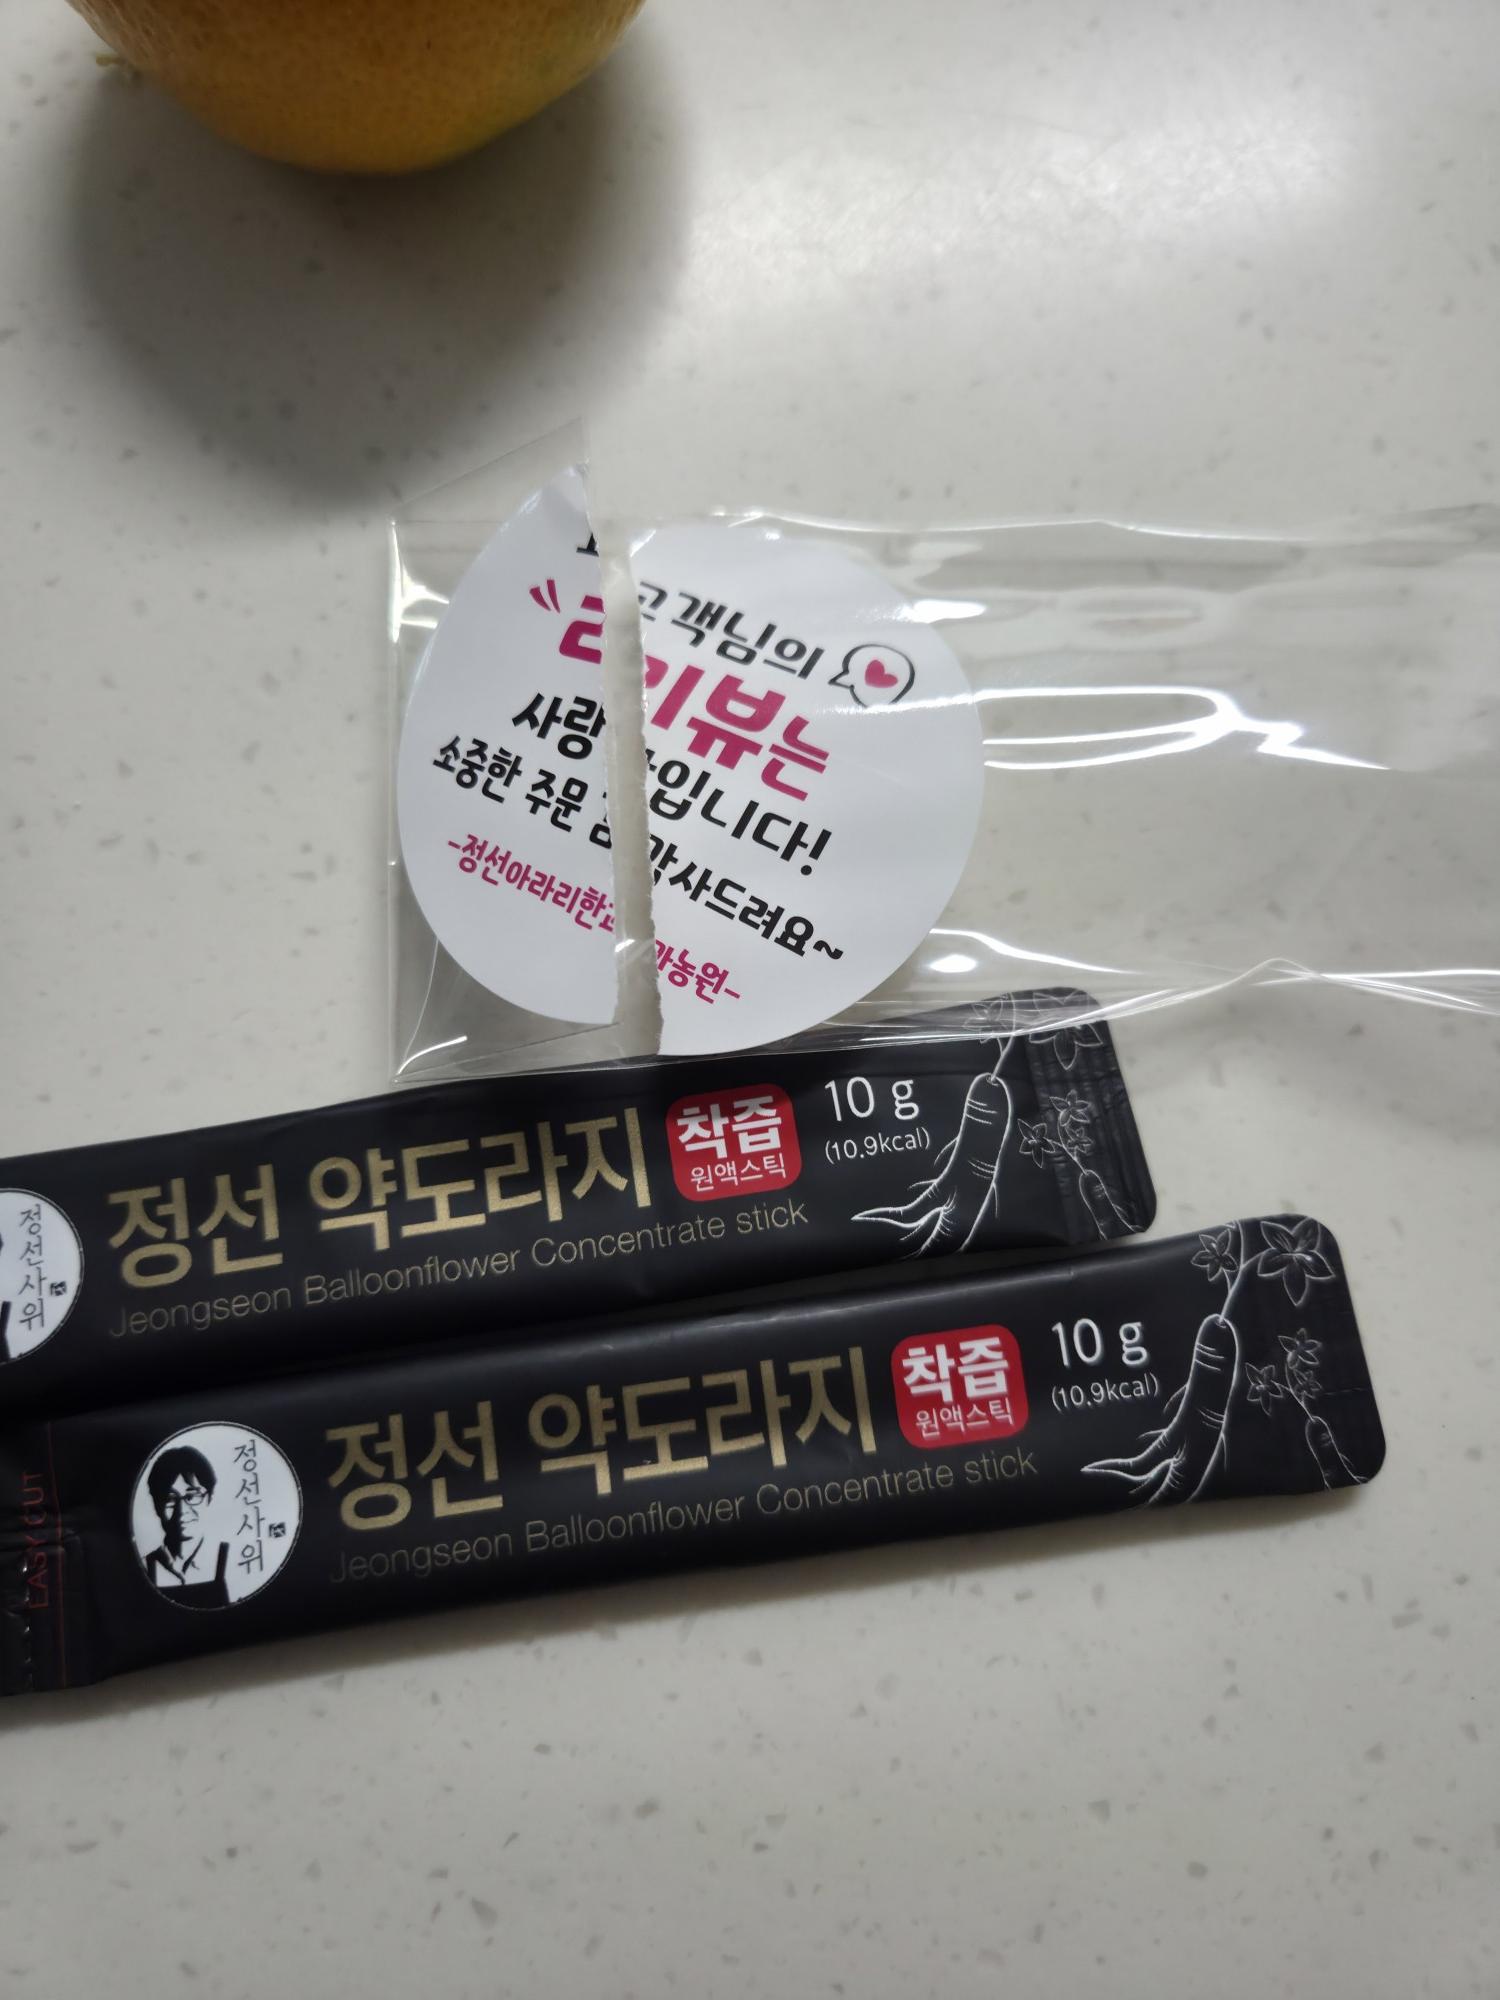 고객님의
리뷰는
사랑입니다!
소중한 주문 감사드려요~
-정선아라리한과농원-
정선사위
정선 약도라지
착즙
원액스틱
10 g
(10.9kcal)
Jeongseon Balloonflower Concentrate stick
EASY CUT
정선사위
정선 약도라지
착즙
원액스틱
10 g
(10.9kcal)
Jeongseon Balloonflower Concentrate stick